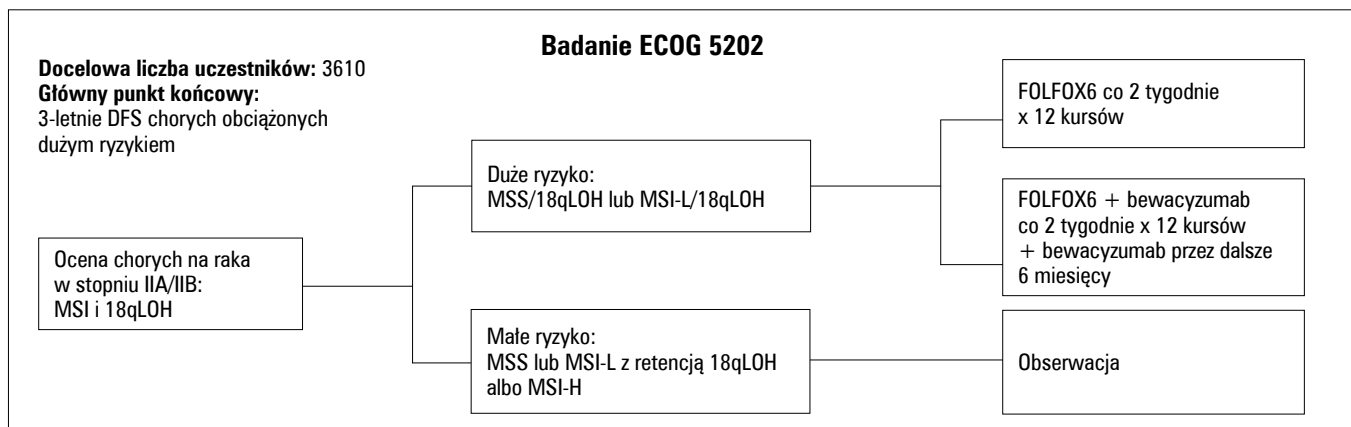 Badanie ECOG 5202
Docelowa liczba uczestników: 3610
Główny punkt końcowy:
3-letnie DFS chorych obciążonych
dużym ryzykiem
Ocena chorych na raka
w stopniu IIA/IIB:
MSI i 18qLOH
Duże ryzyko:
MSS/18qLOH lub MSI-L/18qLOH
Małe ryzyko:
MSS lub MSI-L z retencją 18qLOH
albo MSI-H
FOLFOX6 co 2 tygodnie
x 12 kursów
FOLFOX6 + bewacyzumab
co 2 tygodnie x 12 kursów
+ bewacyzumab przez dalsze
6 miesięcy
Obserwacja